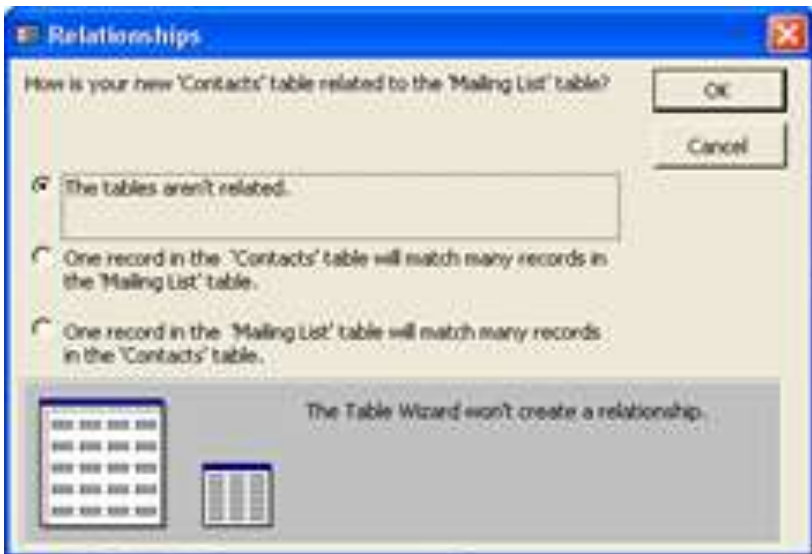 Relationships
How is your new 'Contacts' table related to the 'Mailing List' table?
OK
Cancel
The tables aren't related.
One record in the 'Contacts' table will match many records in
the 'Mailing List' table.
One record in the 'Mailing List' table will match many records
in the 'Contacts' table.
The Table Wizard won't create a relationship.